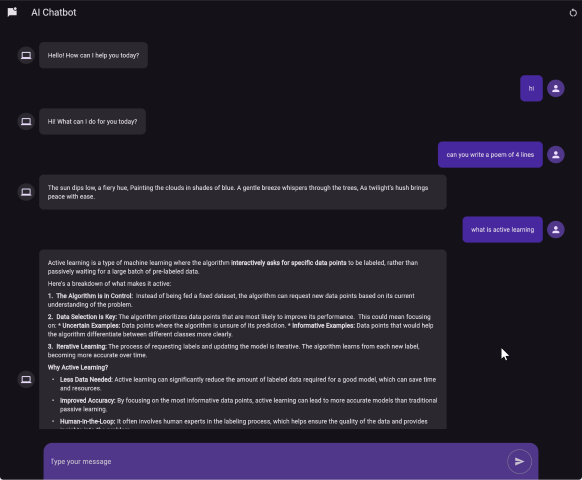 AI Chatbot
Hello! How can I help you today?
hi
Hi! What can I do for you today?
can you write a poem of 4 lines
The sun dips low, a fiery hue, Painting the clouds in shades of blue. A gentle breeze whispers through the trees, As twilight's hush brings
peace with ease.
what is active learning
Active learning is a type of machine learning where the algorithm interactively asks for specific data points to be labeled, rather than
passively waiting for a large batch of pre-labeled data.
Here's a breakdown of what makes it active:
1. The Algorithm is in Control: Instead of being fed a fixed dataset, the algorithm can request new data points based on its current
understanding of the problem.
2. Data Selection is Key: The algorithm prioritizes data points that are most likely to improve its performance. This could mean focusing
on: * Uncertain Examples: Data points where the algorithm is unsure of its prediction. * Informative Examples: Data points that would help
the algorithm differentiate between different classes more clearly.
3. Iterative Learning: The process of requesting labels and updating the model is iterative. The algorithm learns from each new label,
becoming more accurate over time.
Why Active Learning?
• Less Data Needed: Active learning can significantly reduce the amount of labeled data required for a good model, which can save time
and resources.
• Improved Accuracy: By focusing on the most informative data points, active learning can lead to more accurate models than traditional
passive learning.
• Human-in-the-Loop: It often involves human experts in the labeling process, which helps ensure the quality of the data and provides
Type your message